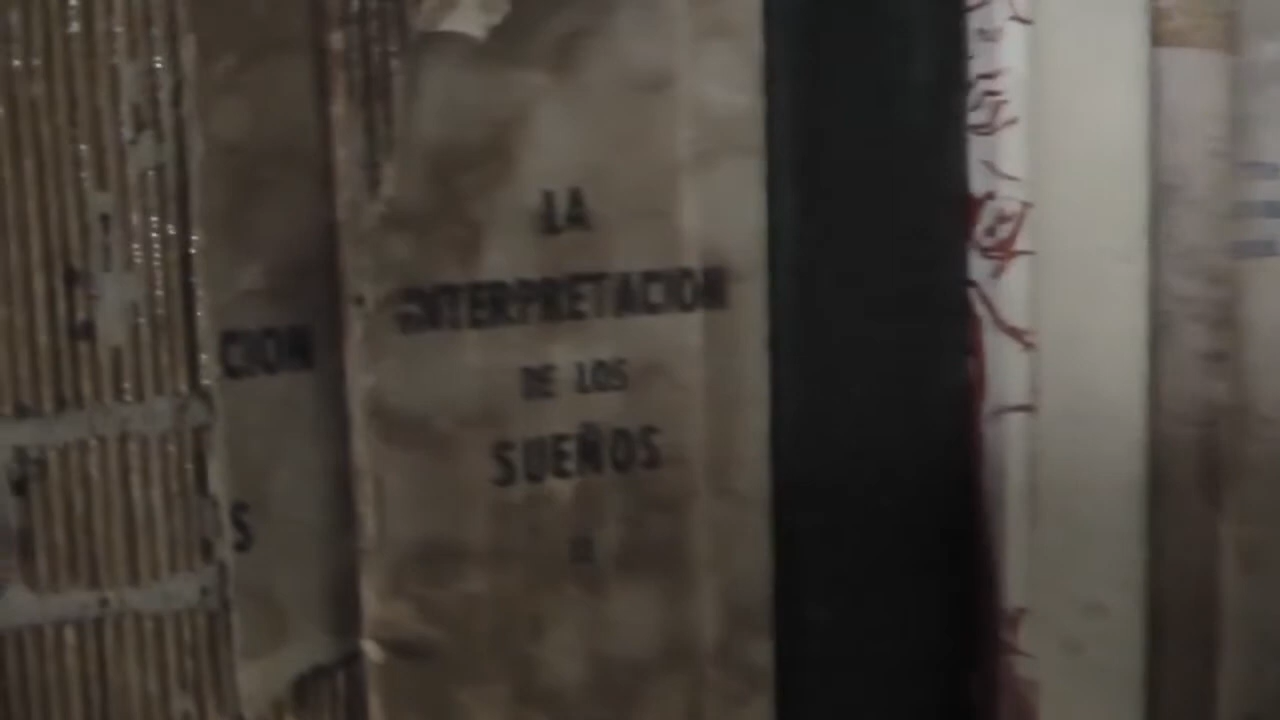 CION
S
LA
INTERPRETACION
DE LOS
SUEÑOS